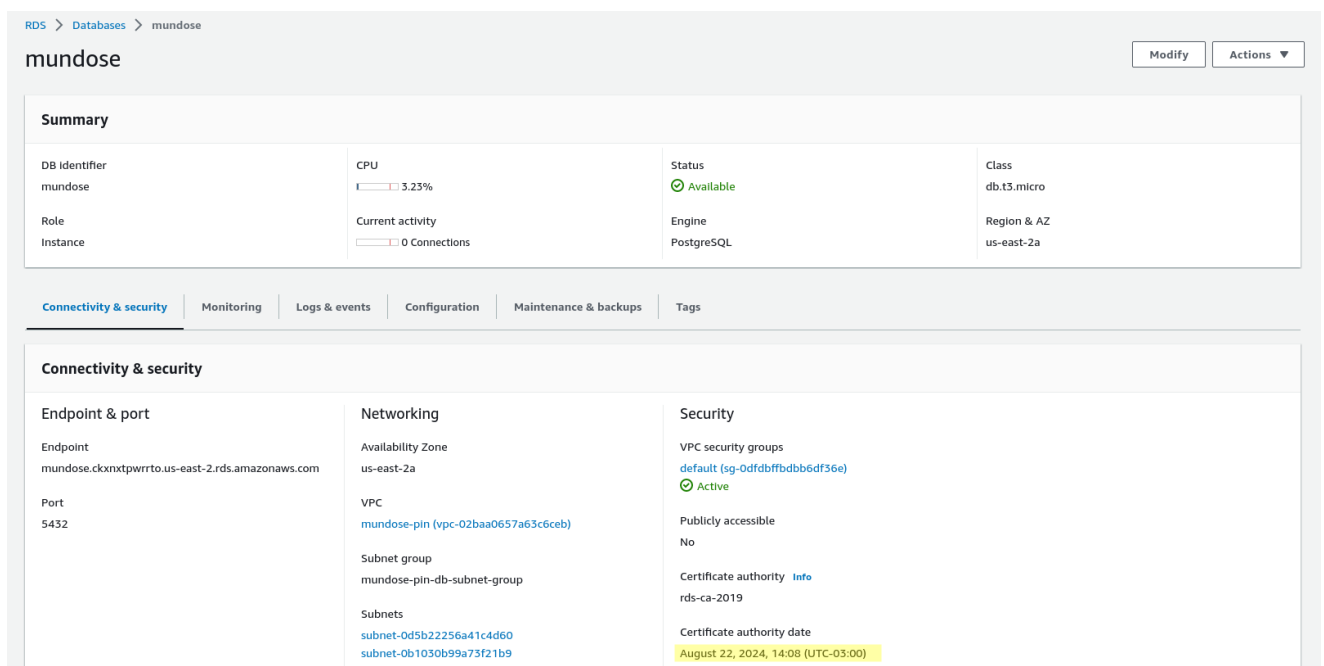 RDS > Databases > mundose
mundose
Modify
Actions ▼
Summary
DB identifier
mundose
CPU
3.23%
Status
Available
Class
db.t3.micro
Role
Instance
Current activity
0 Connections
Engine
PostgreSQL
Region & AZ
us-east-2a
Connectivity & security
Monitoring
Logs & events
Configuration
Maintenance & backups
Tags
Connectivity & security
Endpoint & port
Endpoint
mundose.ckxnxtpwrrto.us-east-2.rds.amazonaws.com
Port
5432
Networking
Availability Zone
us-east-2a
VPC
mundose-pin (vpc-02baa0657a63c6ceb)
Subnet group
mundose-pin-db-subnet-group
Subnets
subnet-0d5b22256a41c4d60
subnet-0b1030b99a73f21b9
Security
VPC security groups
default (sg-0dfdbffbdbb6df36e)
Active
Publicly accessible
No
Certificate authority Info
rds-ca-2019
Certificate authority date
August 22, 2024, 14:08 (UTC-03:00)